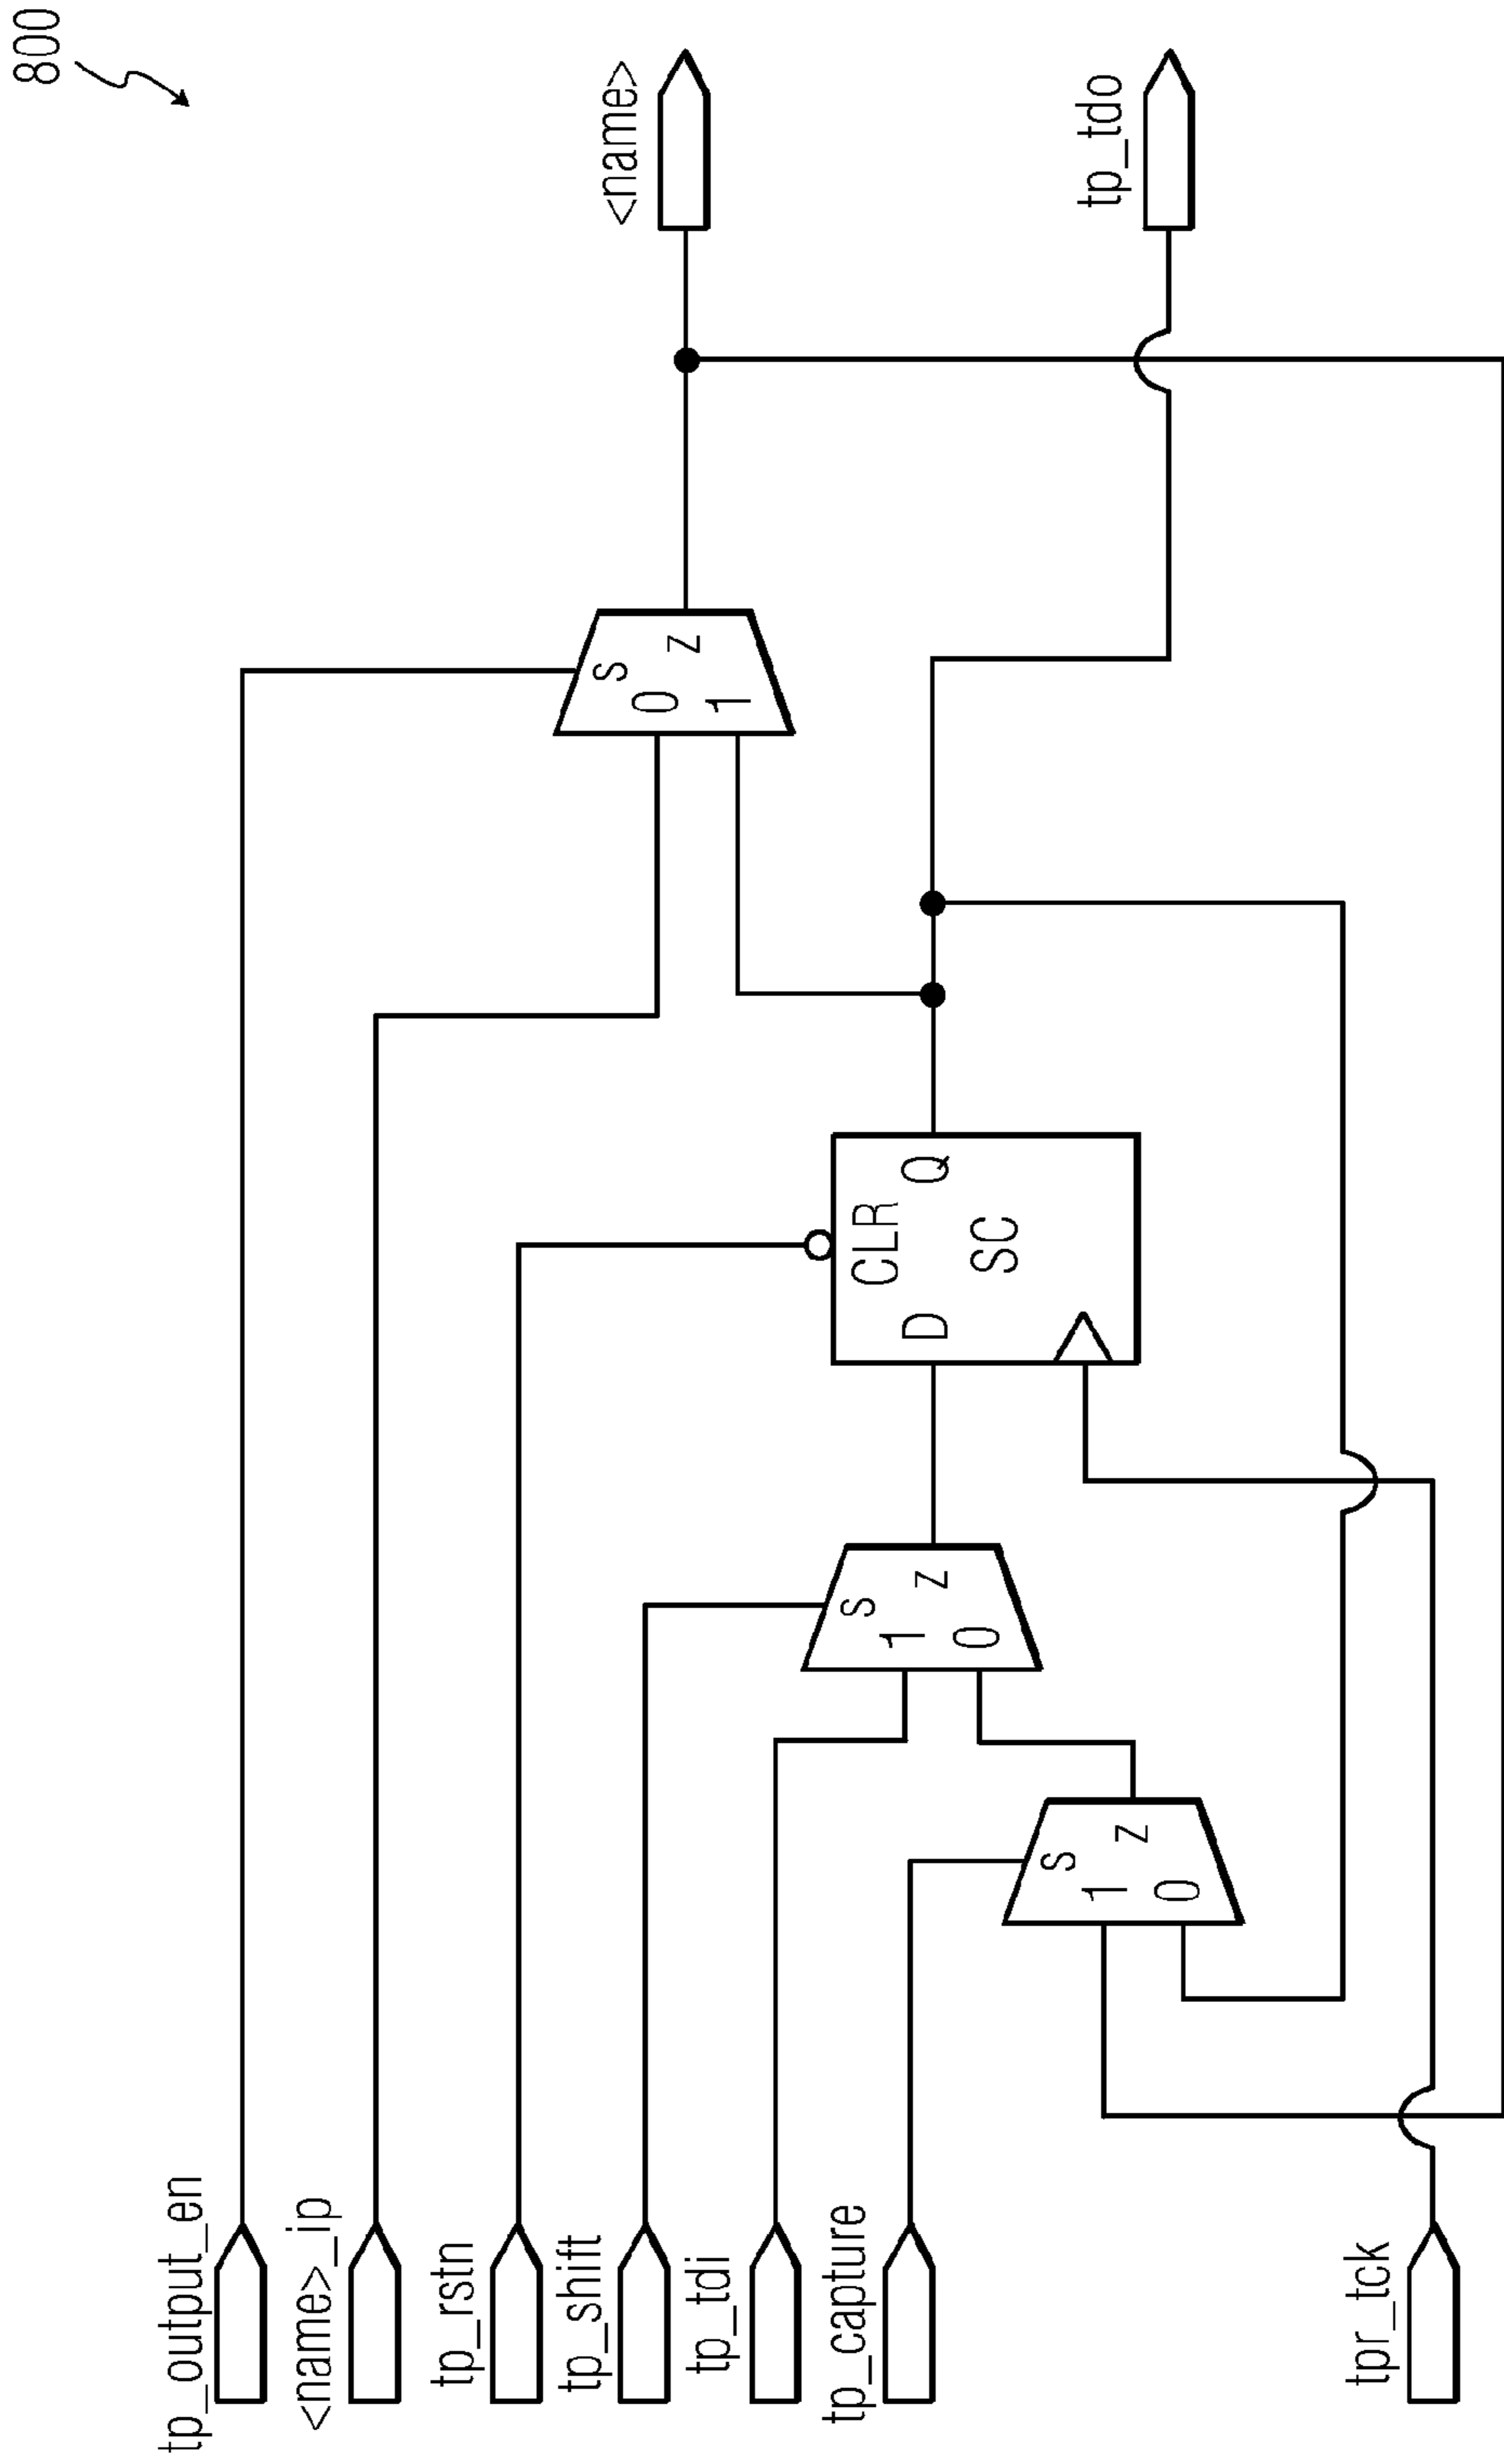 800
tp_output_en
<name>_ip
tp_rstn
tp_shift
tp_tdi
tp_capture
tpr_tck
s
1
0
z
s
1
0
z
D
CLR
Q
SC
s
0
1
z
<name>
tp_tdo